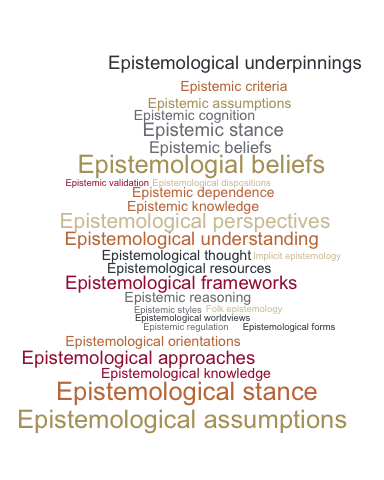 Epistemological underpinnings
Epistemic criteria
Epistemic assumptions
Epistemic cognition
Epistemic stance
Epistemic beliefs
Epistemologial beliefs
Epistemic validation Epistemological dispositions
Epistemic dependence
Epistemic knowledge
Epistemological perspectives
Epistemological understanding
Epistemological thought Implicit epistemology
Epistemological resources
Epistemological frameworks
Epistemic reasoning
Epistemic styles Folk epistemology
Epistemological worldviews
Epistemic regulation Epistemological forms
Epistemological orientations
Epistemological approaches
Epistemological knowledge
Epistemological stance
Epistemological assumptions